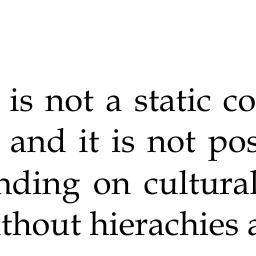 is not a static co
and it is not pos
nding on cultural
thout hierachies a